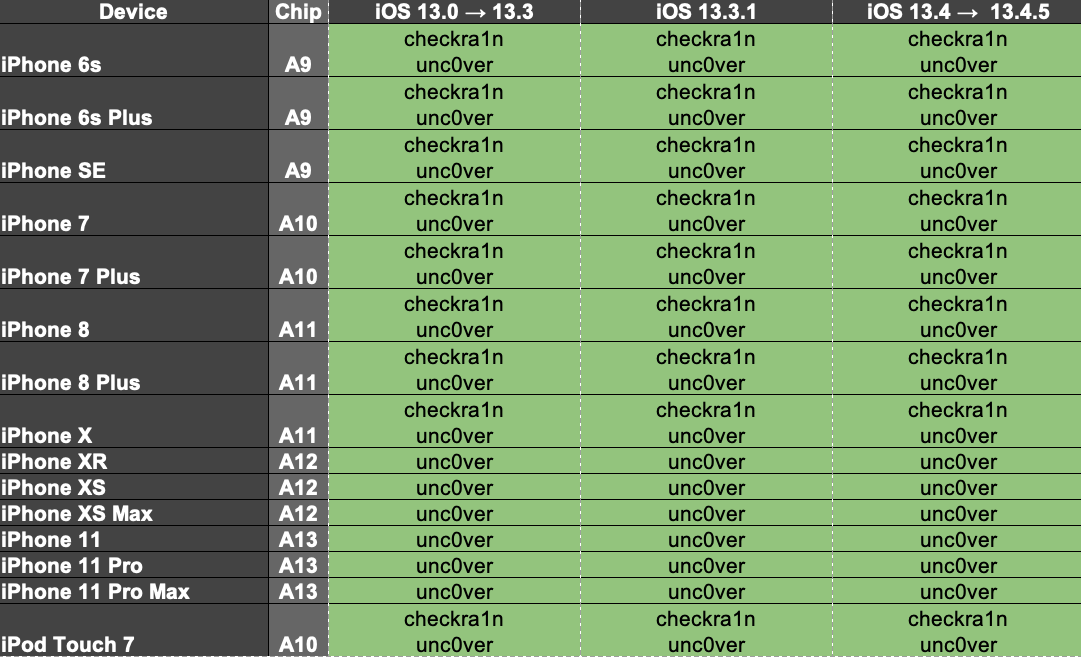 Device Chip iOS 13.0 → 13.3 iOS 13.3.1 iOS 13.4 → 13.4.5
checkra1n checkra1n checkra1n
iPhone 6s A9 unc0ver unc0ver unc0ver
checkra1n checkra1n checkra1n
iPhone 6s Plus A9 unc0ver unc0ver unc0ver
checkra1n checkra1n checkra1n
iPhone SE A9 unc0ver unc0ver unc0ver
checkra1n checkra1n checkra1n
iPhone 7 A10 unc0ver unc0ver unc0ver
checkra1n checkra1n checkra1n
iPhone 7 Plus A10 unc0ver unc0ver unc0ver
checkra1n checkra1n checkra1n
iPhone 8 A11 unc0ver unc0ver unc0ver
checkra1n checkra1n checkra1n
iPhone 8 Plus A11 unc0ver unc0ver unc0ver
checkra1n checkra1n checkra1n
iPhone X A11 unc0ver unc0ver unc0ver
iPhone XR A12 unc0ver unc0ver unc0ver
iPhone XS A12 unc0ver unc0ver unc0ver
iPhone XS Max A12 unc0ver unc0ver unc0ver
iPhone 11 A13 unc0ver unc0ver unc0ver
iPhone 11 Pro A13 unc0ver unc0ver unc0ver
iPhone 11 Pro Max A13 unc0ver unc0ver unc0ver
checkra1n checkra1n checkra1n
iPod Touch 7 A10 unc0ver unc0ver unc0ver